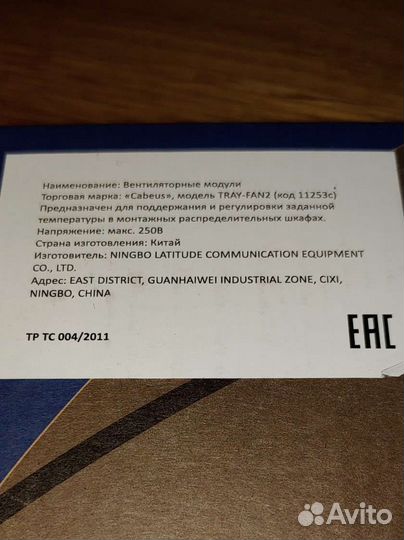 Наименование: Вентиляторные модули
Торговая марка: «Cabeus», модель TRAY-FAN2 (код 11253с)
Предназначен для поддержания и регулировки заданной
температуры в монтажных распределительных шкафах.
Напряжение: макс. 250В
Страна изготовления: Китай
Изготовитель: NINGBO LATITUDE COMMUNICATION EQUIPMENT
CO., LTD.
Адрес: EAST DISTRICT, GUANHAIWEI INDUSTRIAL ZONE, CIXI,
NINGBO, CHINA
ТР ТС 004/2011
EAC
Avito